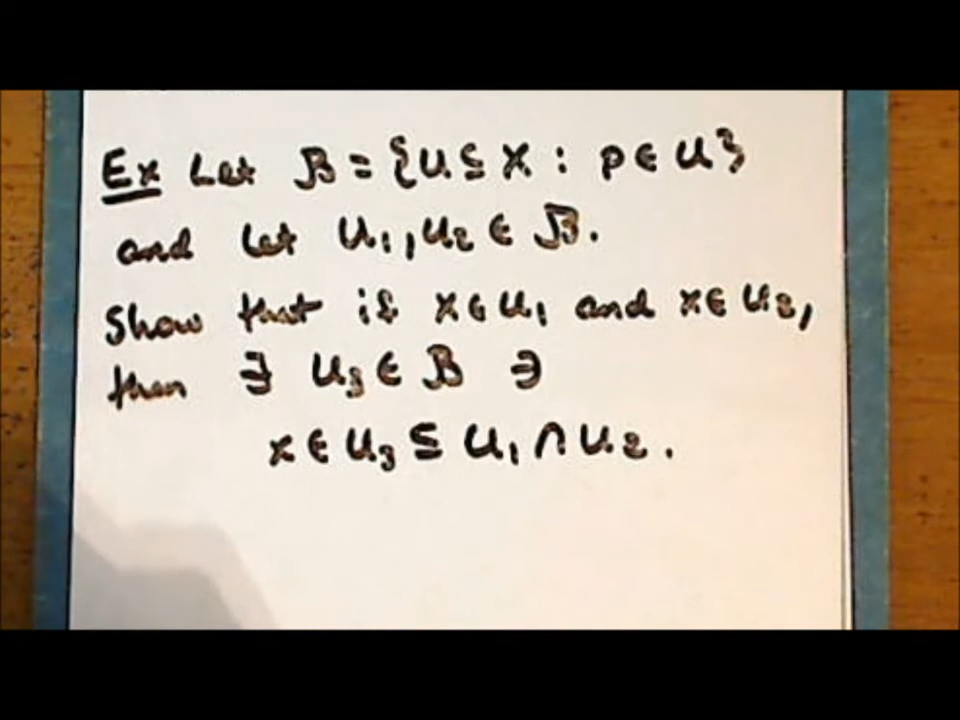 Ex Let B = {U ⊆ X : p ∈ U}
and let U₁, U₂ ∈ B.
Show that if x ∈ U₁ and x ∈ U₂,
then ∃ U₃ ∈ B ∋
x ∈ U₃ ⊆ U₁ ∩ U₂.